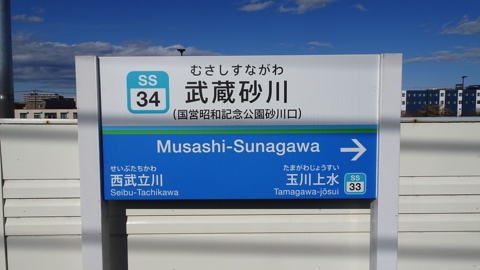 SS
34
むさしすながわ
武蔵砂川
(国営昭和記念公園砂川口)
Musashi-Sunagawa
せいぶたちかわ
西武立川
Seibu-Tachikawa
たまがわじょうすい
玉川上水
Tamagawa-jōsui
SS
33